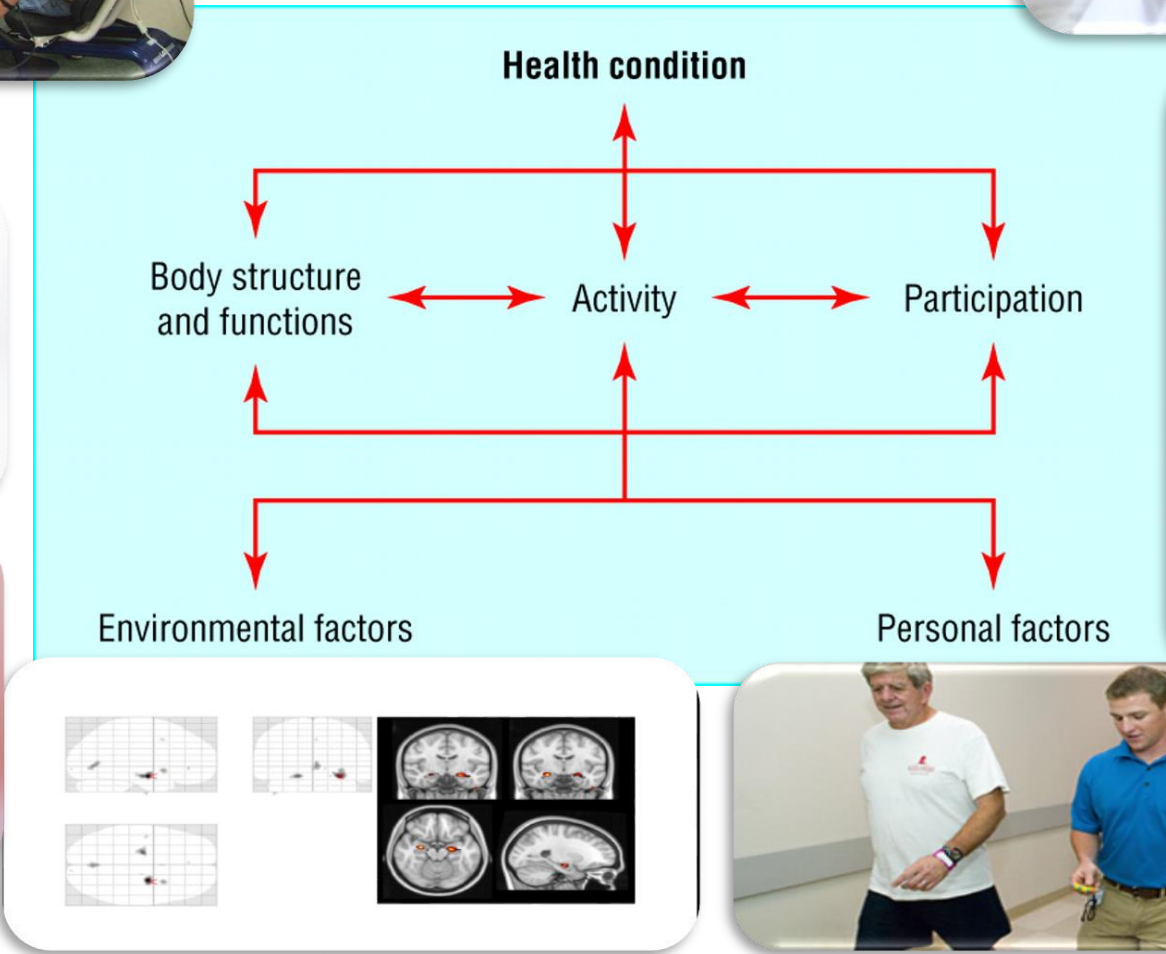 Health condition
Body structure
and functions
Activity
Participation
Environmental factors
Personal factors